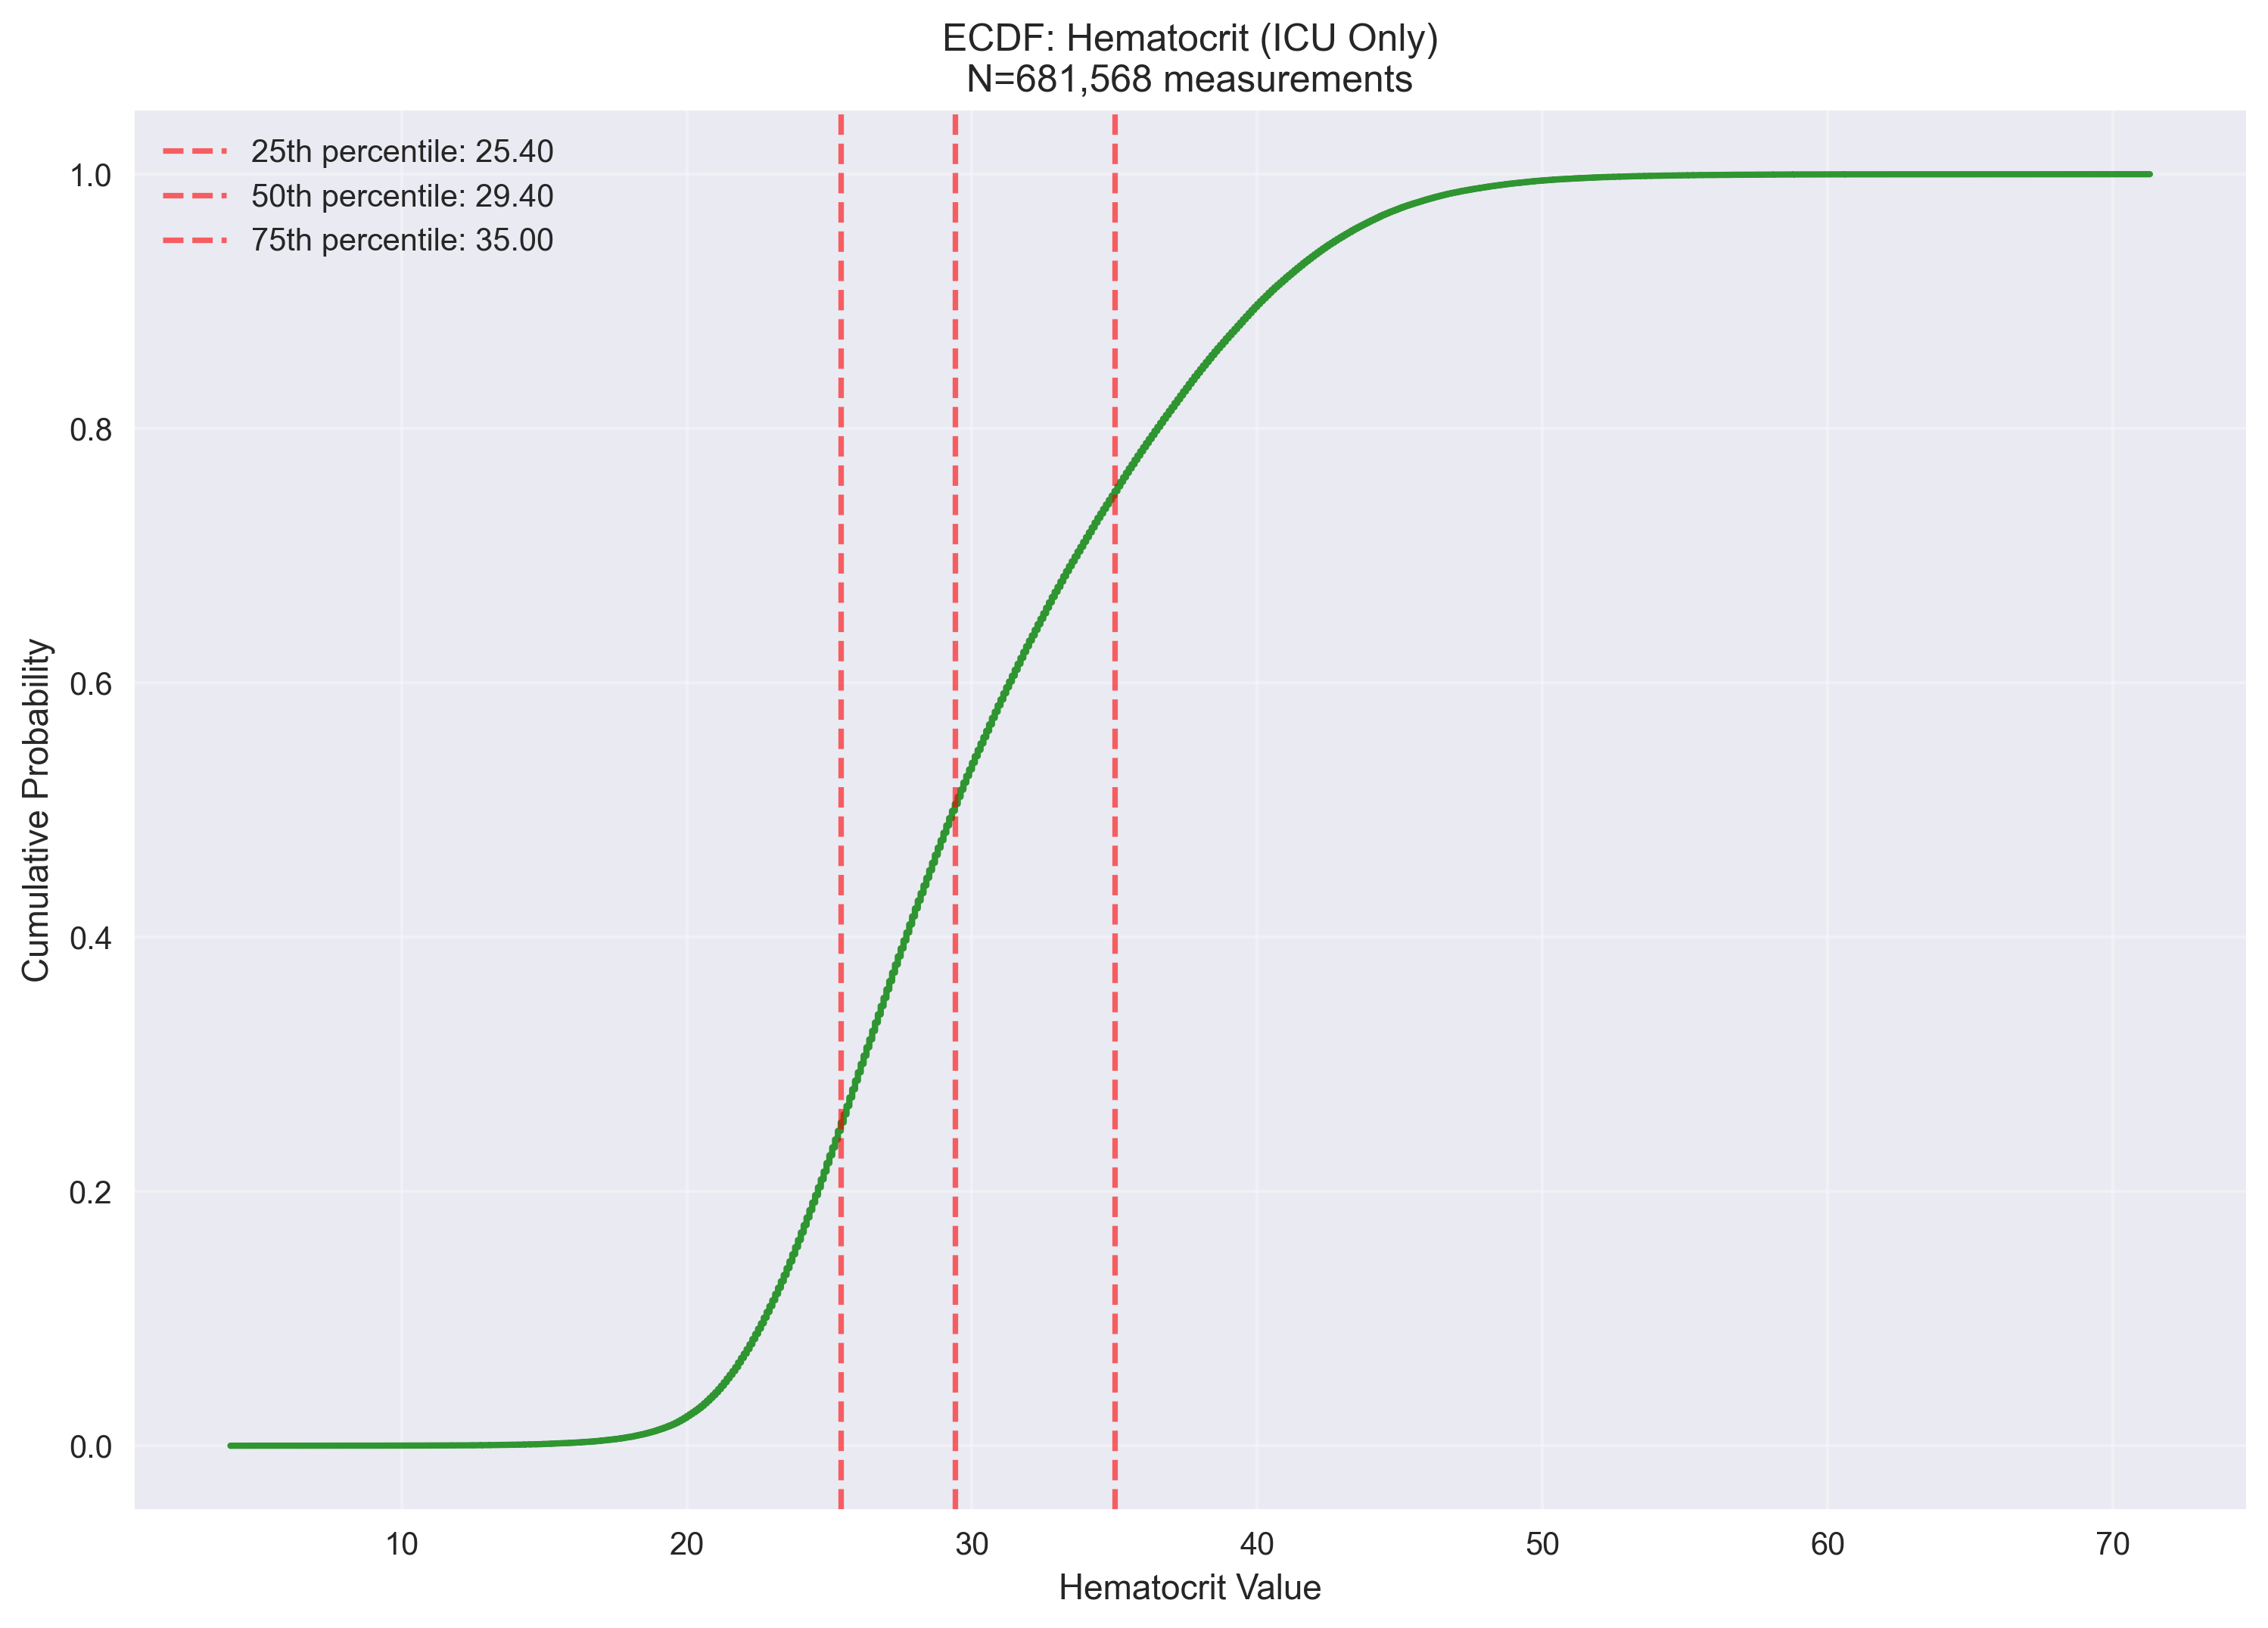 ECDF: Hematocrit (ICU Only)
N=681,568 measurements
25th percentile: 25.40
50th percentile: 29.40
75th percentile: 35.00
Cumulative Probability
1.0
0.8
0.6
0.4
0.2
0.0
10 20 30 40 50 60 70
Hematocrit Value